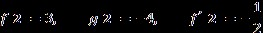 f 2 3, g 2 4, f' 2 1/2